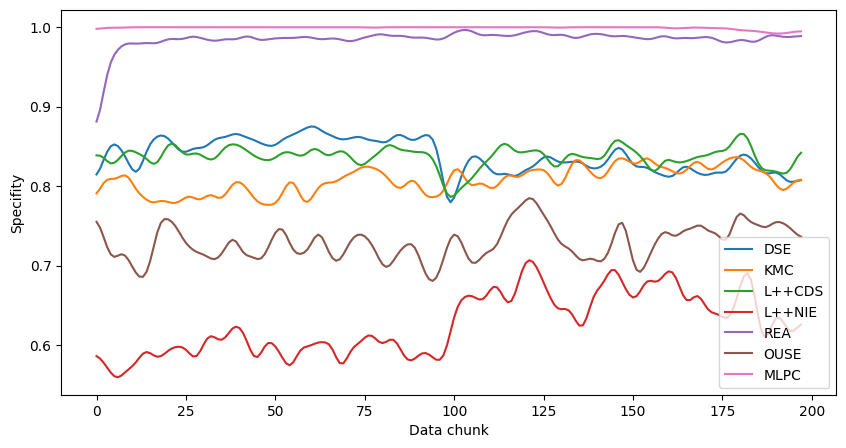 1.0
0.9
0.8
0.7
0.6
Specifity
0
25
50
75
100
125
150
175
200
Data chunk
DSE
KMC
L++CDS
L++NIE
REA
OUSE
MLPC